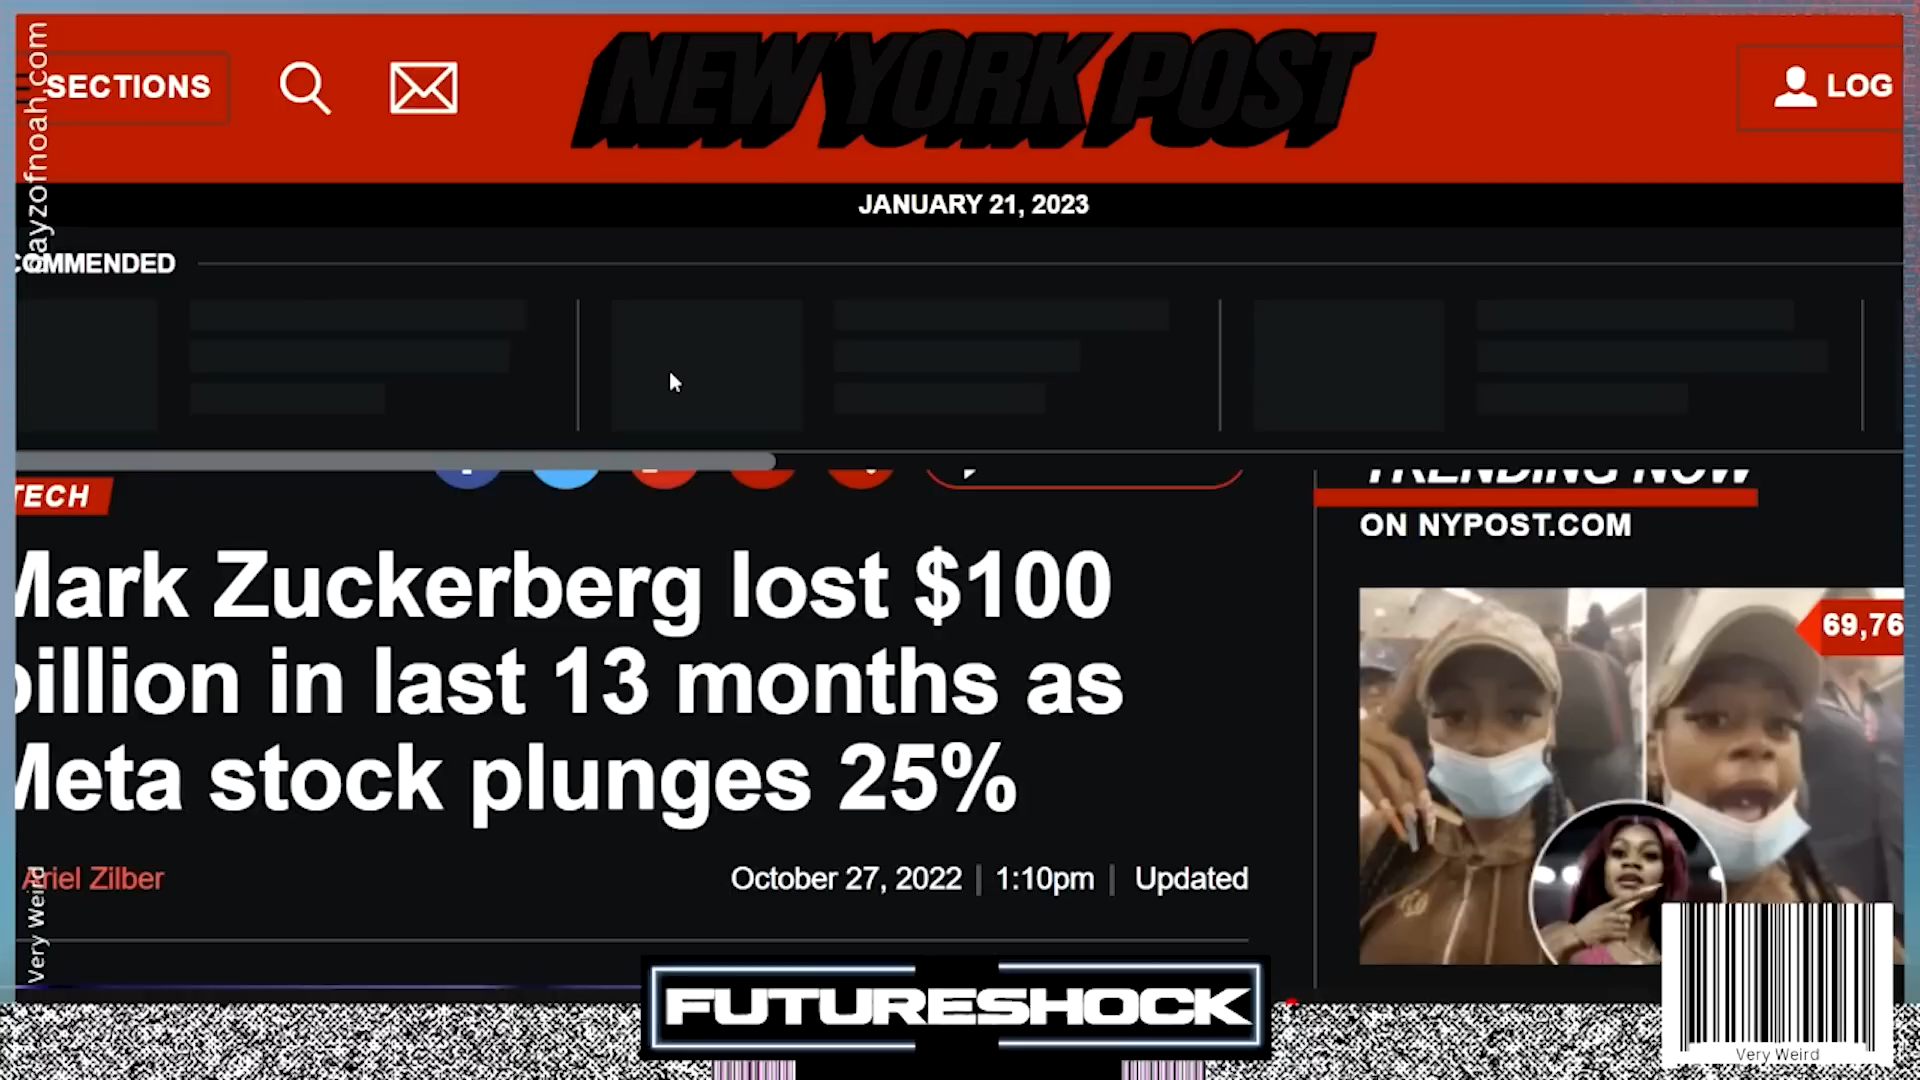 SECTIONS
NEW YORK POST
LOG
JANUARY 21, 2023
COMMENDED
TECH
TRENDING NOW
ON NYPOST.COM
Mark Zuckerberg lost $100
billion in last 13 months as
Meta stock plunges 25%
69,76
Ariel Zilber
October 27, 2022 | 1:10pm | Updated
FUTURESHOCK
Very Weird
Very Weird
dayzofnoah.com